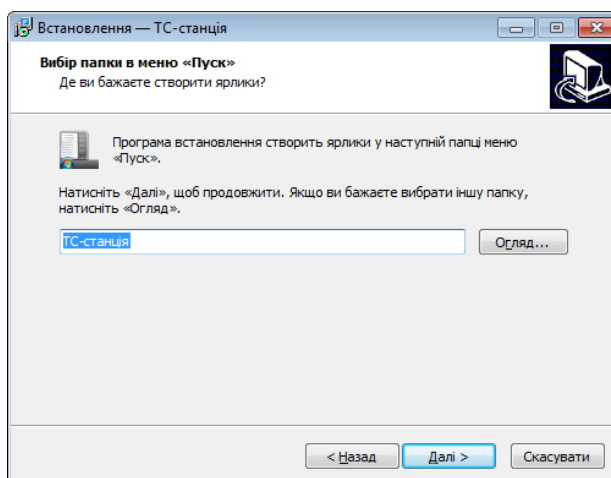 Встановлення — ТС-станція
Вибір папки в меню «Пуск»
Де ви бажаєте створити ярлики?
Програма встановлення створить ярлики у наступній папці меню
«Пуск».
Натисніть «Далі», щоб продовжити. Якщо ви бажаєте вибрати іншу папку,
натисніть «Огляд».
ТС-станція
Огляд...
< Назад
Далі >
Скасувати